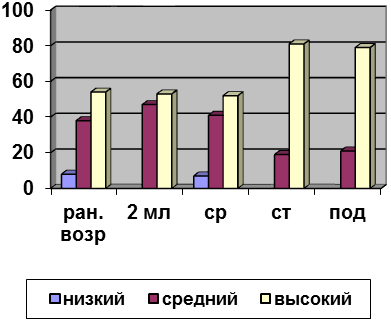 100
80
60
40
20
0
ран. возр
2 мл
ср
ст
под
низкий средний высокий